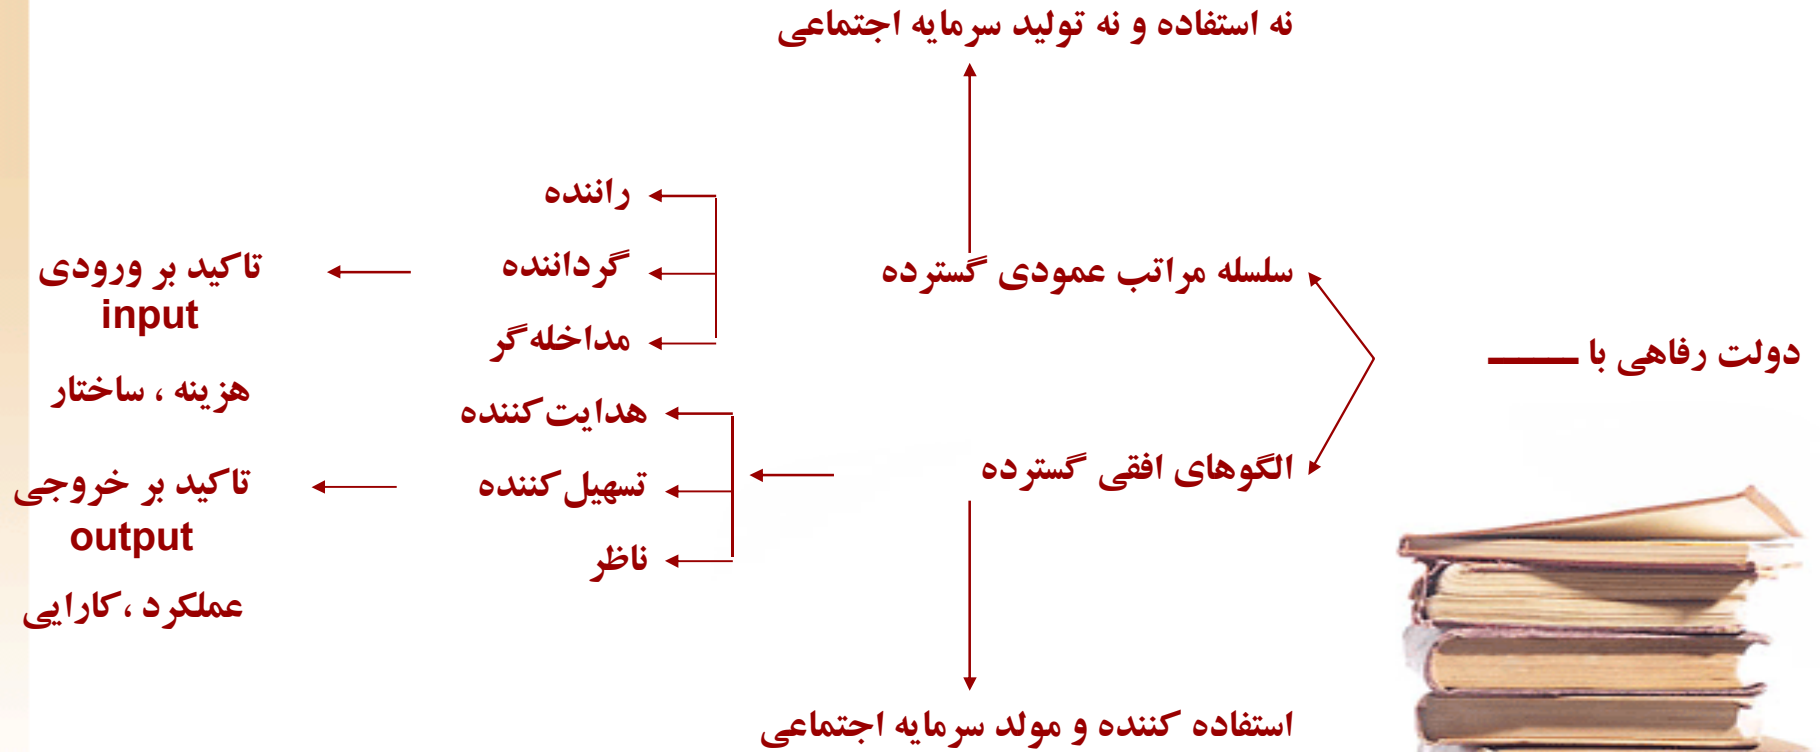 نه استفاده و نه تولید سرمایه اجتماعی
دولت رفاهی با
سلسله مراتب عمودی گسترده
راننده
گرداننده
مداخله‌گر
تاکید بر ورودی
input
هزینه ، ساختار
الگوهای افقی گسترده
هدایت‌کننده
تسهیل‌کننده
ناظر
تاکید بر خروجی
output
عملکرد ،کارایی
استفاده کننده و مولد سرمایه اجتماعی